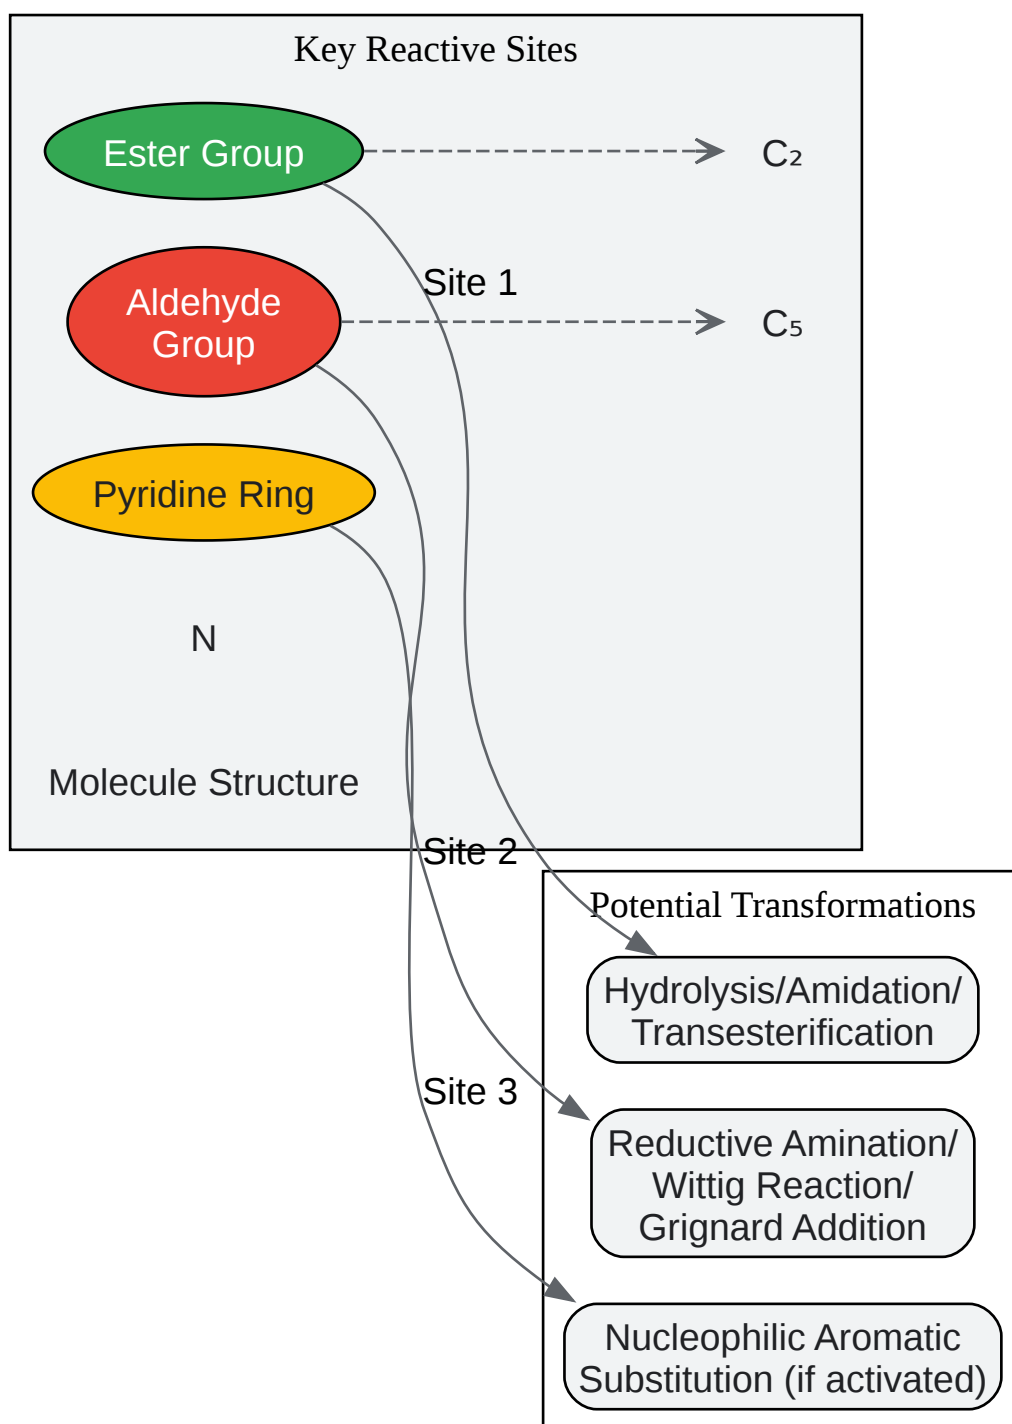 Key Reactive Sites
Ester Group
C₂
Site 1
Aldehyde
Group
C₅
Pyridine Ring
N
Molecule Structure
Site 2
Potential Transformations
Hydrolysis/Amidation/
Transesterification
Site 3
Reductive Amination/
Wittig Reaction/
Grignard Addition
Nucleophilic Aromatic
Substitution (if activated)